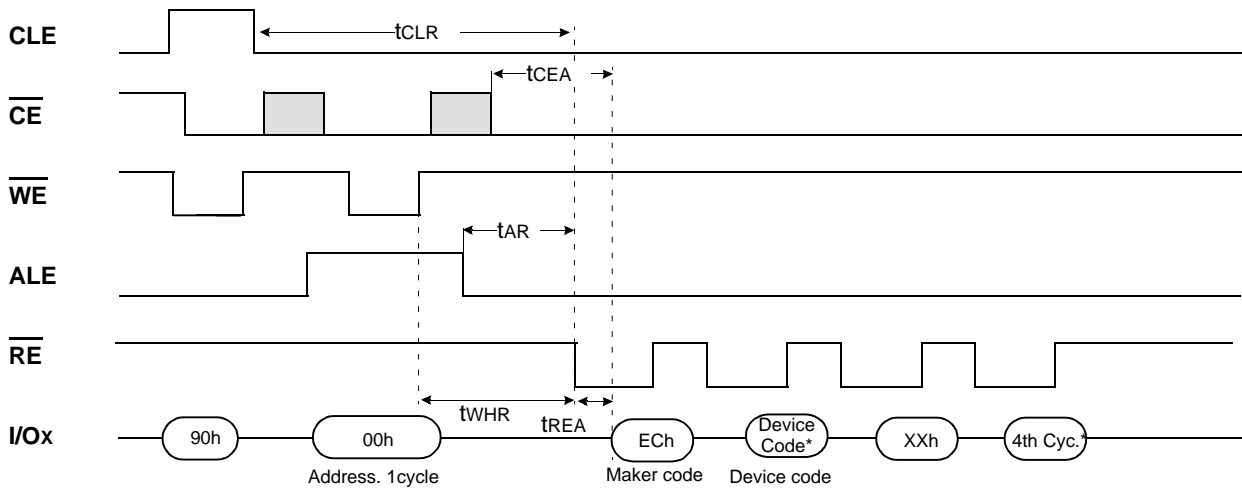 CLE
tCLR
tCEA
CE
WE
tAR
ALE
RE
tWHR
tREA
I/Ox
90h
00h
ECh
Device
Code*
XXh
4th Cyc.*
Address. 1cycle
Maker code
Device code